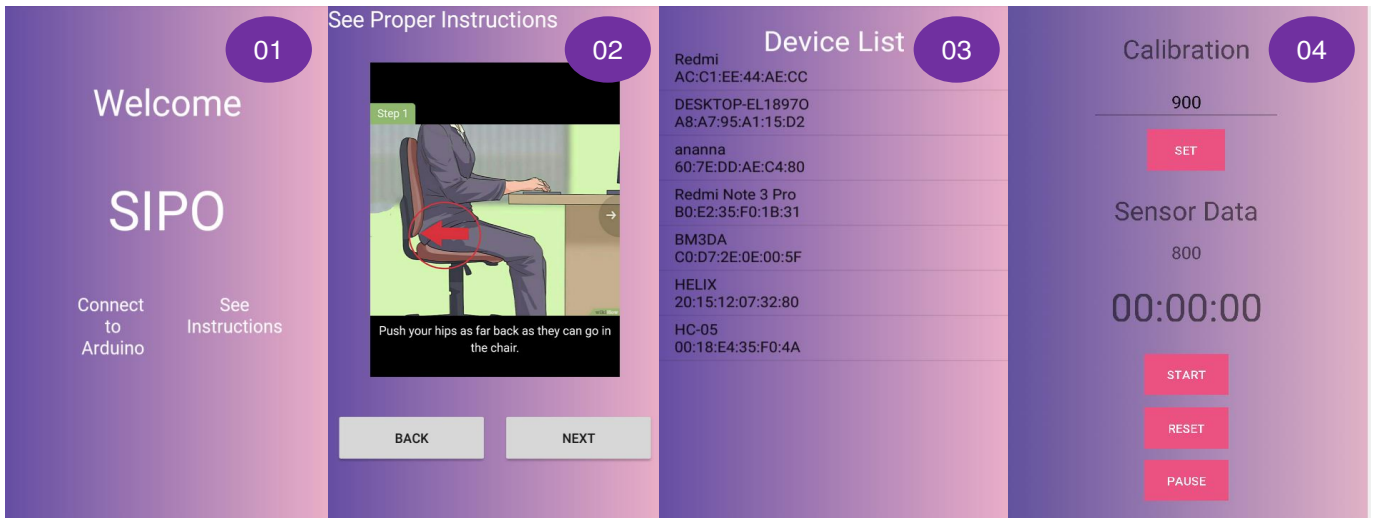 01
Welcome
SIPO
Connect
to
Arduino
See
Instructions
See Proper Instructions
02
Step 1
Push your hips as far back as they can go in
the chair.
BACK
NEXT
Device List
03
Redmi
AC:C1:EE:44:AE:CC
DESKTOP-EL1897O
A8:A7:95:A1:15:D2
ananna
60:7E:DD:AE:C4:80
Redmi Note 3 Pro
B0:E2:35:F0:1B:31
BM3DA
C0:D7:2E:0E:00:5F
HELIX
20:15:12:07:32:80
HC-05
00:18:E4:35:F0:4A
Calibration
04
900
SET
Sensor Data
800
00:00:00
START
RESET
PAUSE